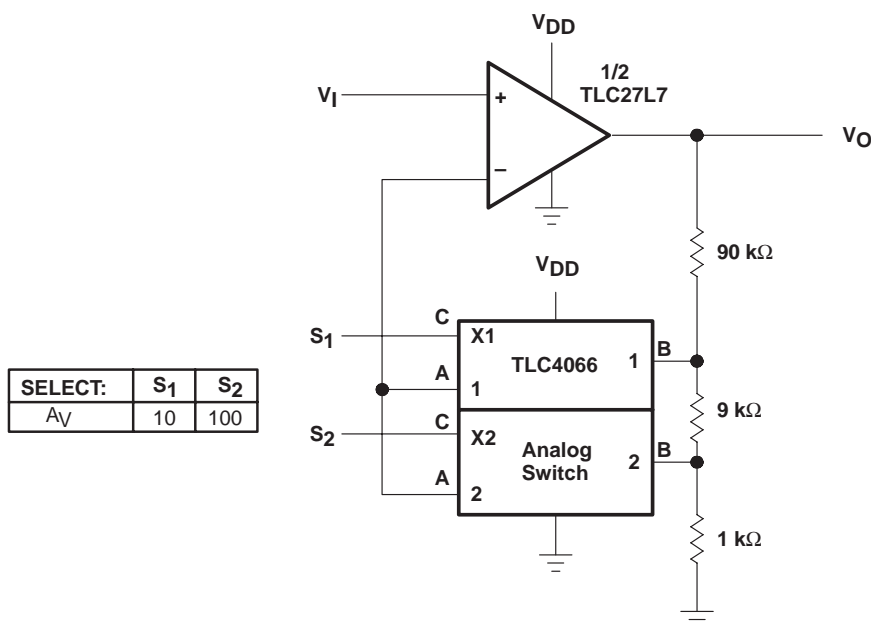 VDD
1/2
TLC27L7
VI
+
−
VO
90 kΩ
VDD
S1
C
X1
TLC4066
1
B
A
1
9 kΩ
S2
C
X2
Analog
Switch
2
B
A
2
1 kΩ
SELECT: S1 S2
AV 10 100